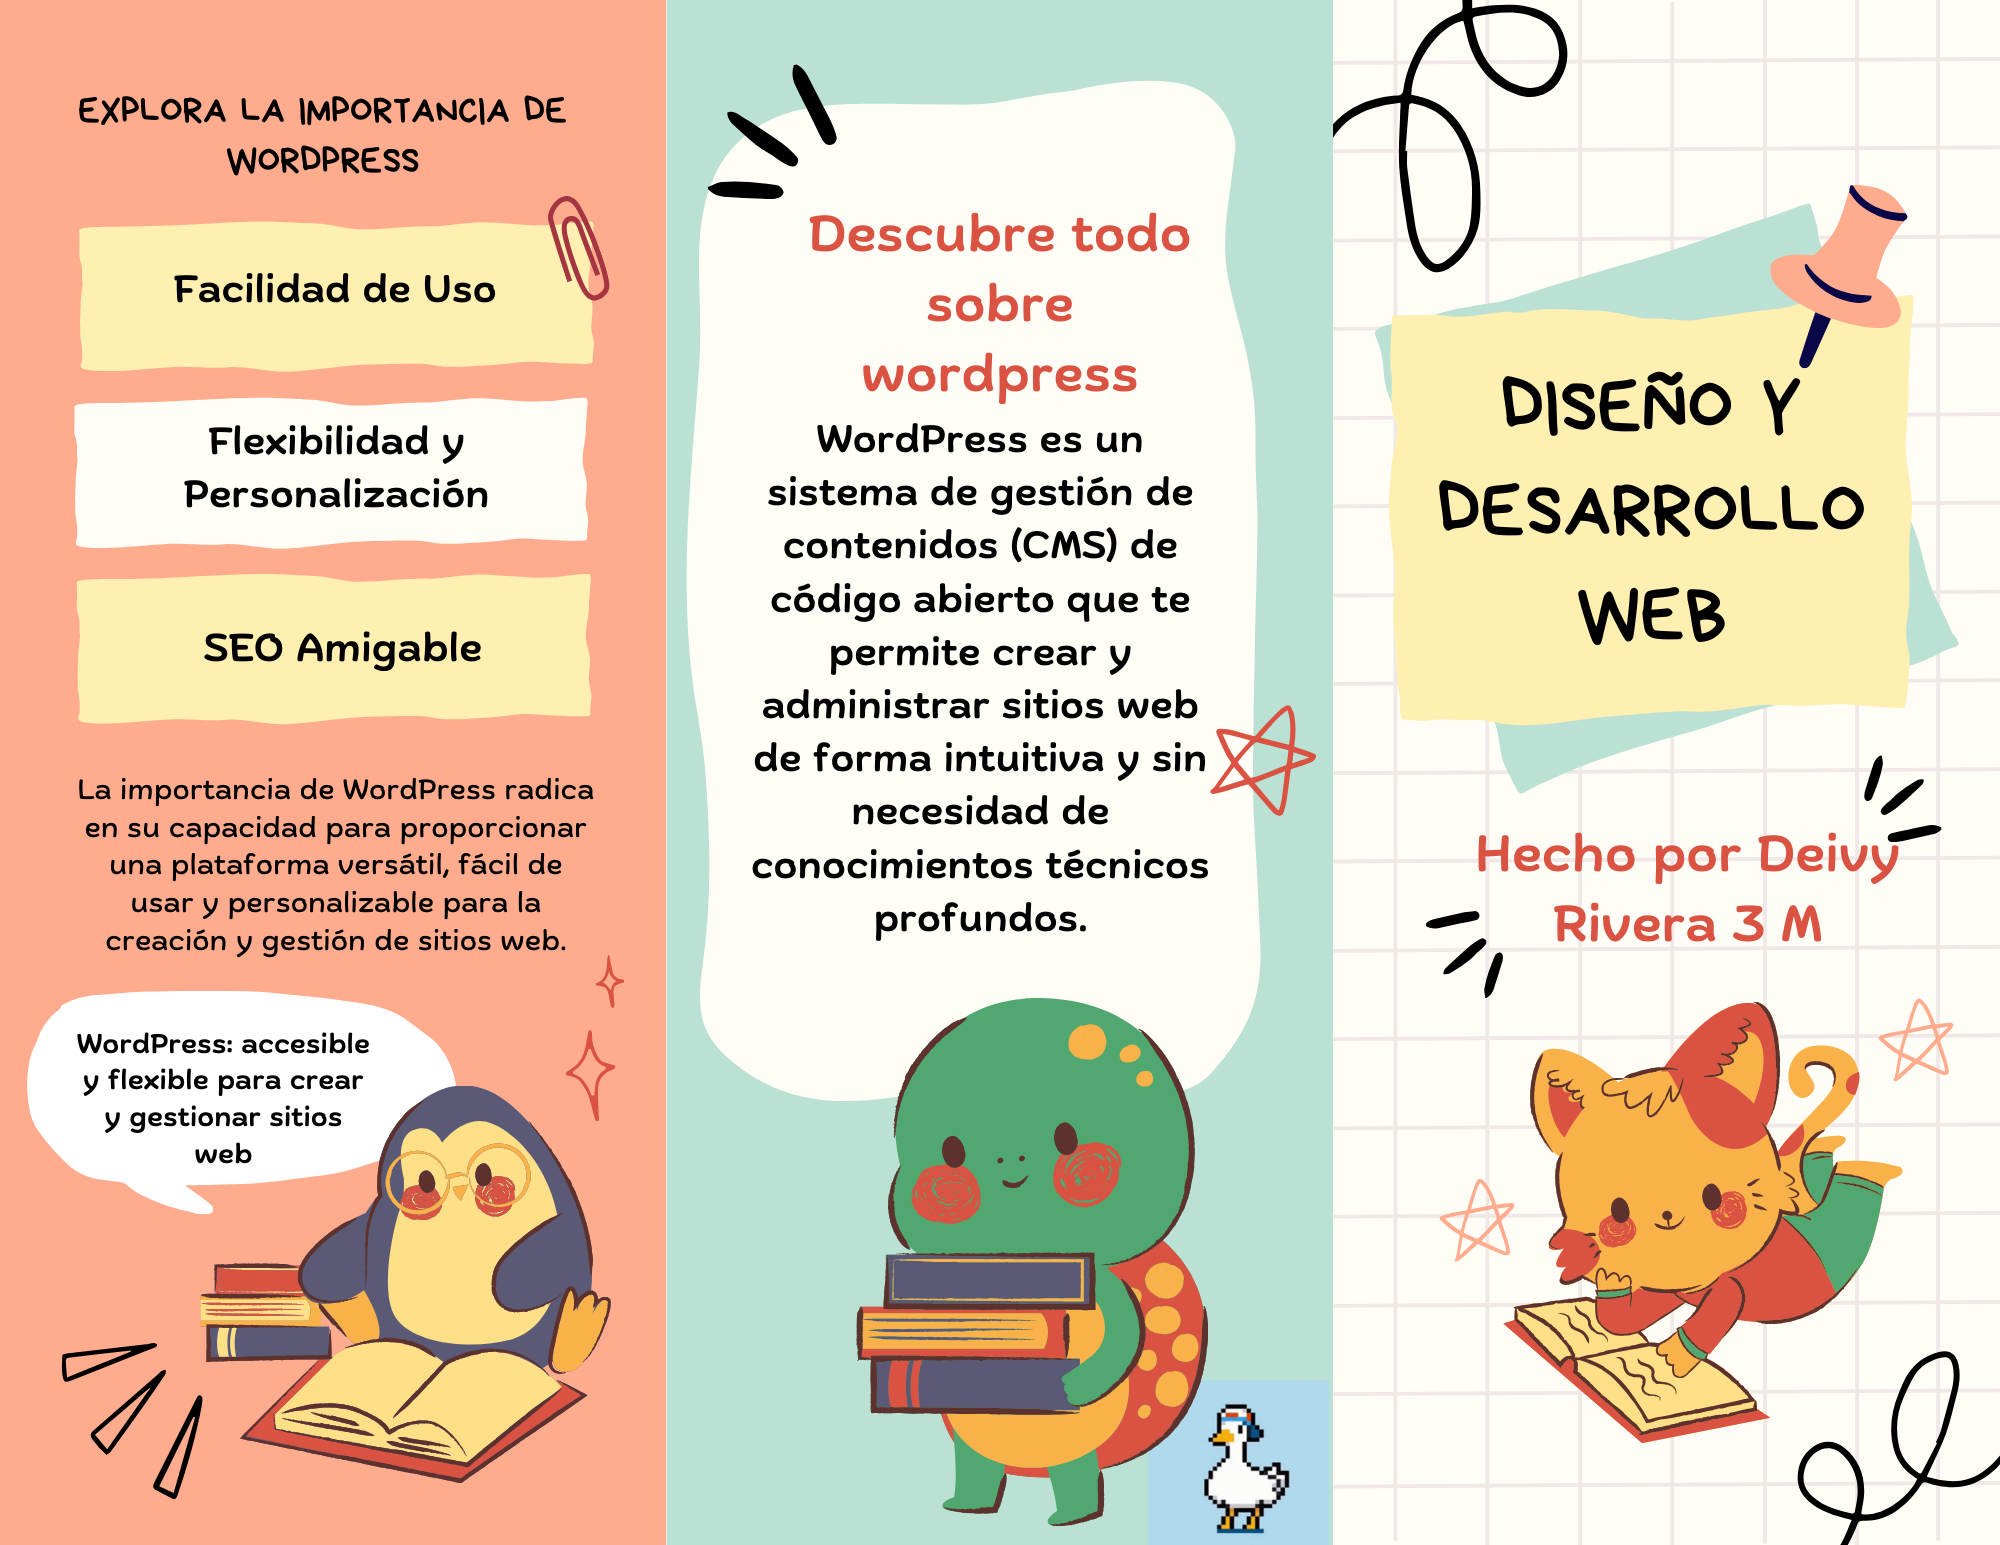 EXPLORA LA IMPORTANCIA DE
WORDPRESS
Facilidad de Uso
Flexibilidad y
Personalización
SEO Amigable
La importancia de WordPress radica
en su capacidad para proporcionar
una plataforma versátil, fácil de
usar y personalizable para la
creación y gestión de sitios web.
WordPress: accesible
y flexible para crear
y gestionar sitios
web
Descubre todo
sobre
wordpress
WordPress es un
sistema de gestión de
contenidos (CMS) de
código abierto que te
permite crear y
administrar sitios web
de forma intuitiva y sin
necesidad de
conocimientos técnicos
profundos.
DISEÑO Y
DESARROLLO
WEB
Hecho por Deivy
Rivera 3 M